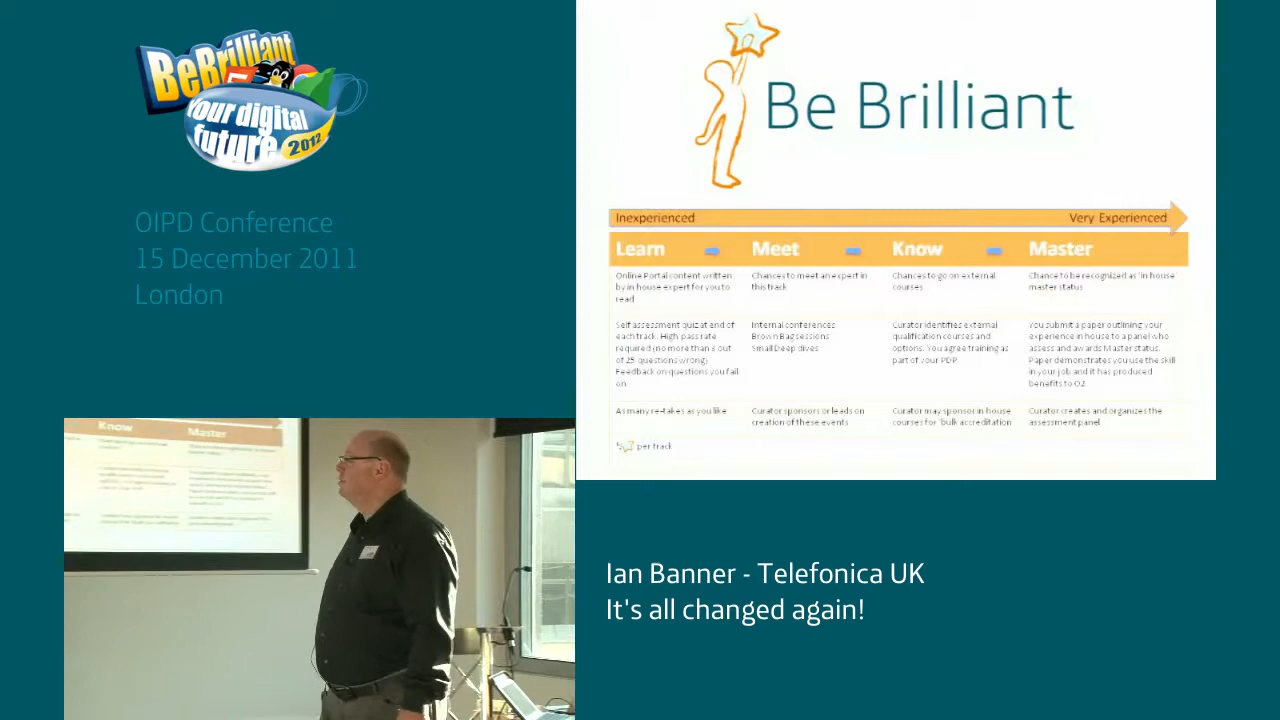 BeBrilliant
Your digital
future
2012
OIPD Conference
15 December 2011
London
Be Brilliant
Inexperienced
Very Experienced
Learn
Meet
Know
Master
Online Portal content written
by in house expert for you to
read
Chances to meet an expert in
this track
Chances to go on external
courses
Chance to be recognized as 'in house'
master status
Self assessment quiz at end of
each track. High pass rate
required (no more than 3 out
of 25 questions wrong)
Feedback on questions you fail
on
Internal conferences
Brown Bag sessions
Small Deep dives
Curator identifies external
qualification courses and
options. You agree training as
part of your PDP
You submit a paper outlining your
experience in house to a panel who
assess and awards Master status.
Paper demonstrates you use the skill
in your job and it has produced
benefits to O2
As many re-takes as you like
Curator sponsors or leads on
creation of these events
Curator may sponsor in house
courses for 'bulk accreditation
Curator creates and organizes the
assessment panel
per track
Know
Master
Ian Banner - Telefonica UK
It's all changed again!